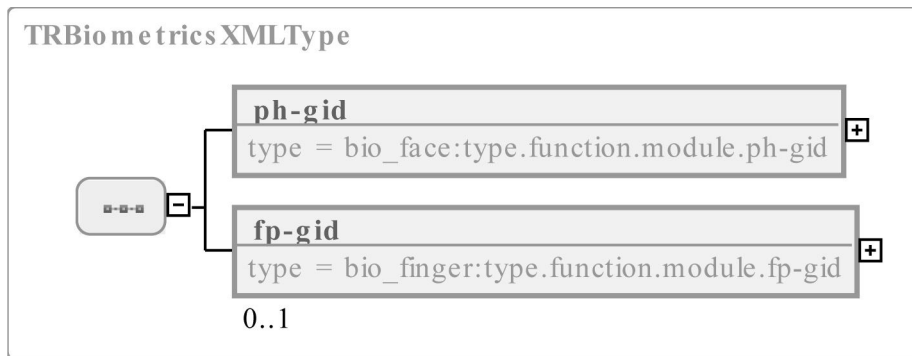 TRBiometricsXMLType
ph-gid
type = bio_face:type.function.module.ph-gid
fp-gid
type = bio_finger:type.function.module.fp-gid
0..1